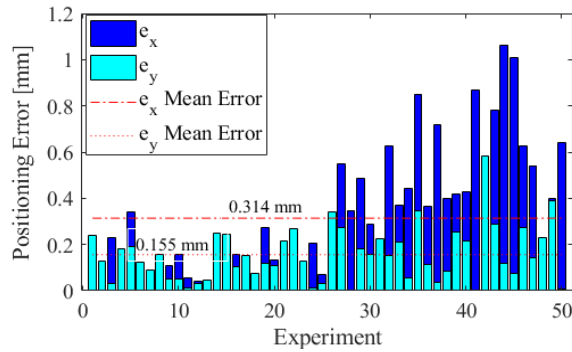 1.2
1
0.8
0.6
0.4
0.2
0
Positioning Error [mm]
e_x
e_y
e_x Mean Error
e_y Mean Error
0.314 mm
0.155 mm
0 10 20 30 40 50
Experiment